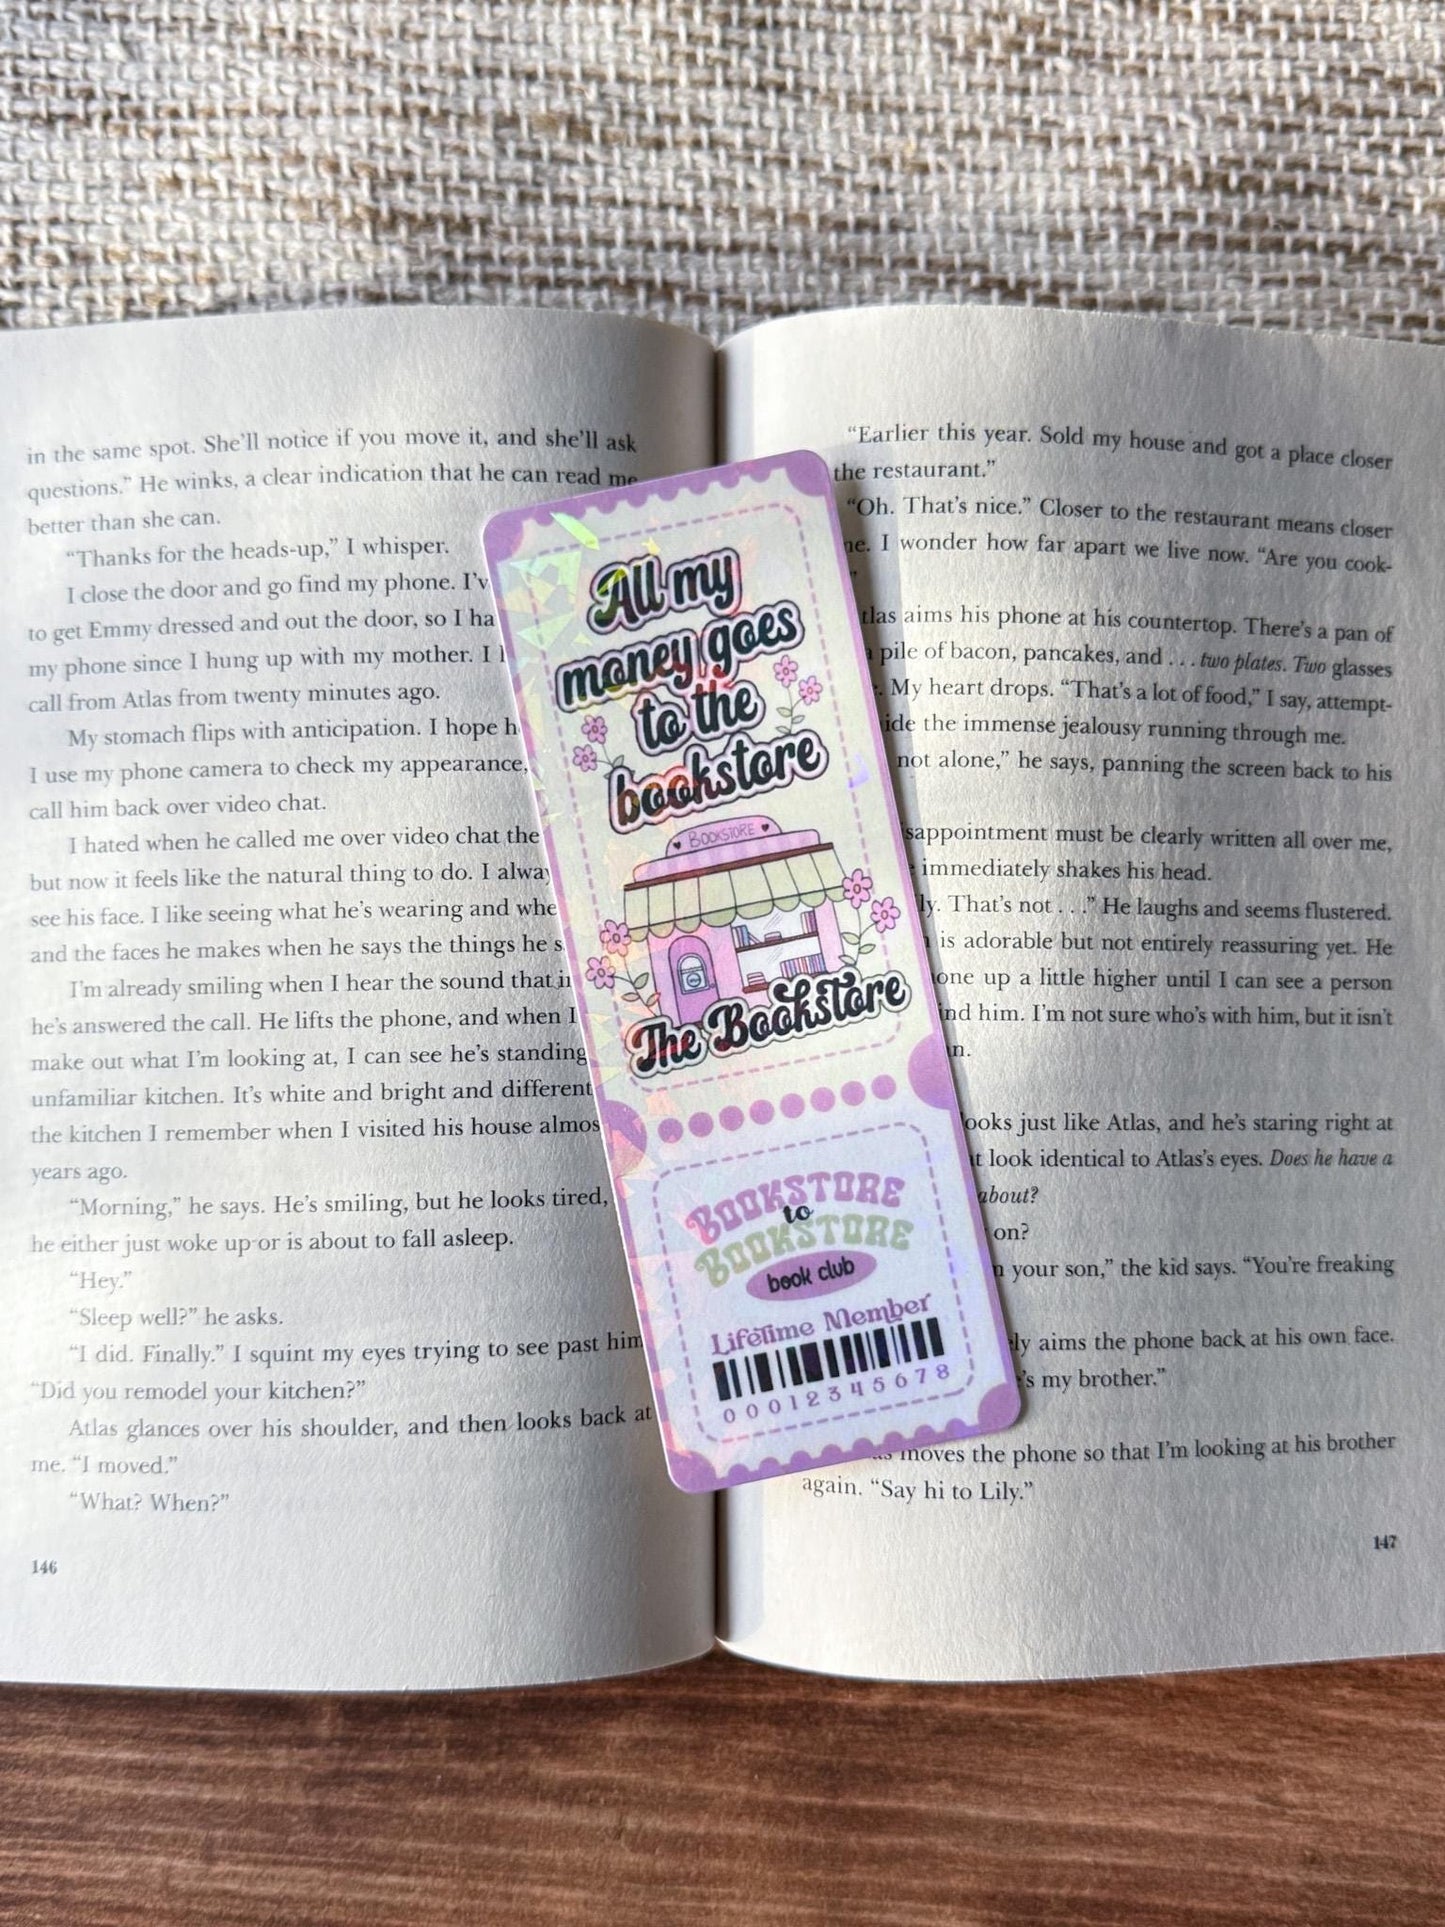 in the same spot. She'll notice if you move it, and she'll ask
questions." He winks, a clear indication that he can read me
better than she can.
"Thanks for the heads-up," I whisper.
I close the door and go find my phone. I'v
to get Emmy dressed and out the door, so I ha
my phone since I hung up with my mother. I
call from Atlas from twenty minutes ago.
My stomach flips with anticipation. I hope h
I use my phone camera to check my appearance,
call him back over video chat.
I hated when he called me over video chat the
but now it feels like the natural thing to do. I alway
see his face. I like seeing what he's wearing and whe
and the faces he makes when he says the things he s
I'm already smiling when I hear the sound that in
he's answered the call. He lifts the phone, and when I
make out what I'm looking at, I can see he's standing
unfamiliar kitchen. It's white and bright and different
the kitchen I remember when I visited his house almos
years ago.
"Morning," he says. He's smiling, but he looks tired,
he either just woke up or is about to fall asleep.
"Hey."
"Sleep well?" he asks.
"I did. Finally." I squint my eyes trying to see past him
"Did you remodel your kitchen?"
Atlas glances over his shoulder, and then looks back at
me. "I moved."
"What? When?"
146
All my
money goes
to the
bookstore
BOOKSTORE
The Bookstore
BOOKSTORE
to
BOOKSTORE
book club
Lifetime Member
00012345678
"Earlier this year. Sold my house and got a place closer
the restaurant."
"Oh. That's nice." Closer to the restaurant means closer
me. I wonder how far apart we live now. "Are you cook-
"
tlas aims his phone at his countertop. There's a pan of
pile of bacon, pancakes, and . . . two plates. Two glasses
. My heart drops. "That's a lot of food," I say, attempt-
ide the immense jealousy running through me.
not alone," he says, panning the screen back to his
sappointment must be clearly written all over me,
immediately shakes his head.
ly. That's not . . ." He laughs and seems flustered.
is adorable but not entirely reassuring yet. He
one up a little higher until I can see a person
ind him. I'm not sure who's with him, but it isn't
n.
ooks just like Atlas, and he's staring right at
t look identical to Atlas's eyes. Does he have a
about?
on?
n your son," the kid says. "You're freaking
ly aims the phone back at his own face.
's my brother."
moves the phone so that I'm looking at his brother
again. "Say hi to Lily."
147